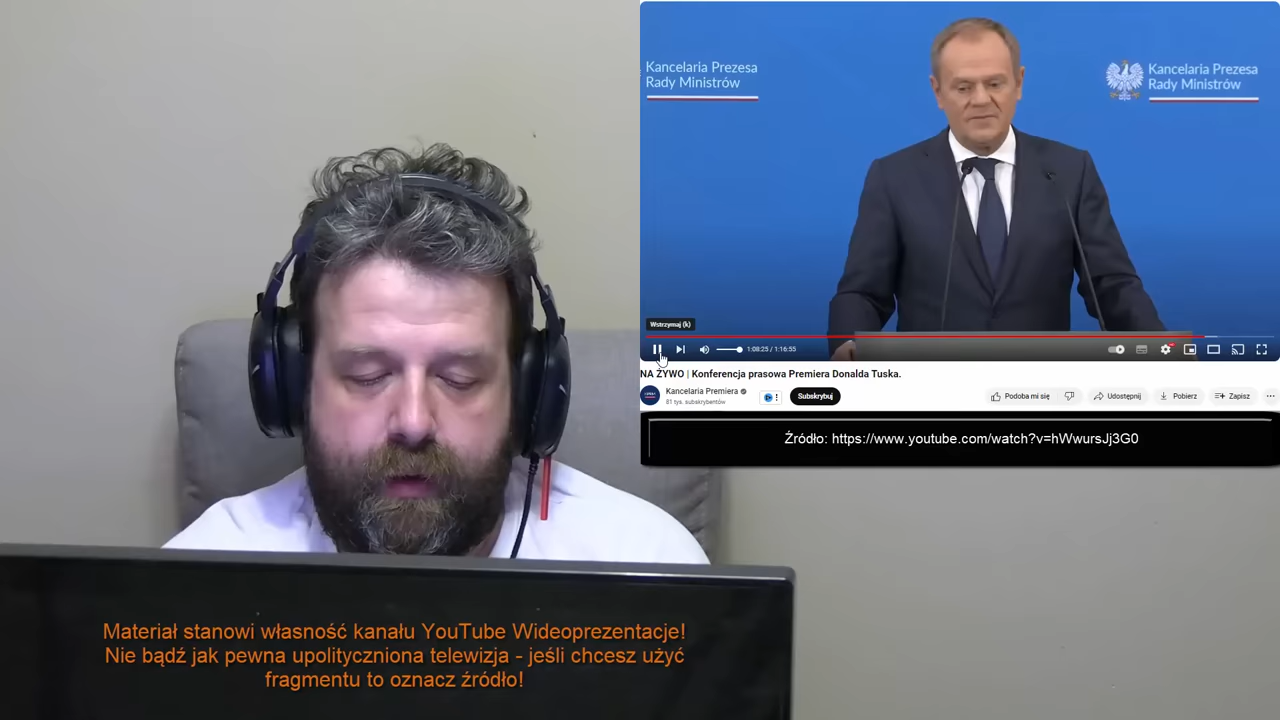 Kancelaria Prezesa
Rady Ministrów
Kancelaria Prezesa
Rady Ministrów
Wstrzymaj (k)
1:08:25 / 1:16:55
NA ŻYWO | Konferencja prasowa Premiera Donalda Tuska.
Kancelaria Premiera
81 tys. subskrybentów
Subskrybuj
Podoba mi się
Udostępnij
Pobierz
Zapisz
Źródło: https://www.youtube.com/watch?v=hWwursJj3G0
Materiał stanowi własność kanału YouTube Wideoprezentacje!
Nie bądź jak pewna upolityczniona telewizja - jeśli chcesz użyć
fragmentu to oznacz źródło!